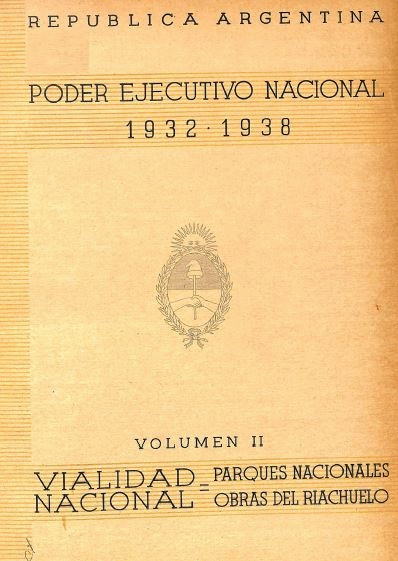 REPUBLICA ARGENTINA
PODER EJECUTIVO NACIONAL
1932 · 1938
VOLUMEN II
VIALIDAD NACIONAL = PARQUES NACIONALES
OBRAS DEL RIACHUELO